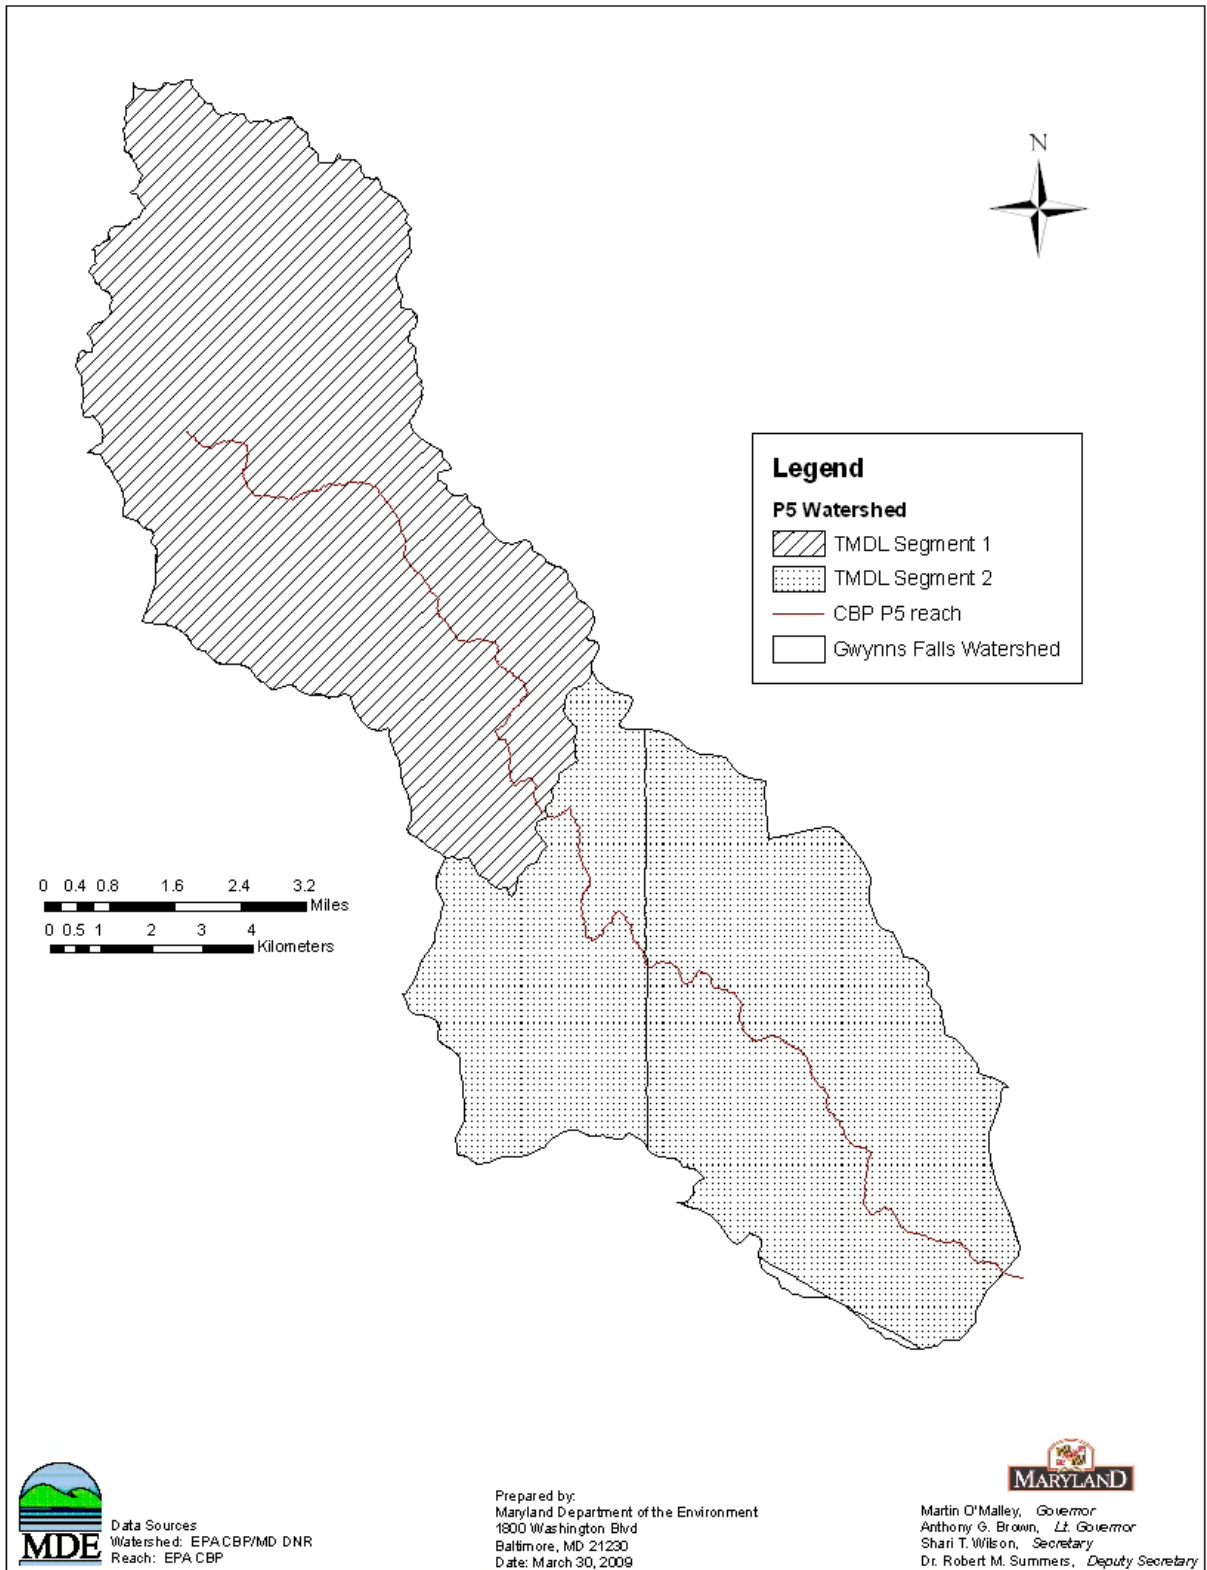 N
Legend
P5 Watershed
TMDL Segment 1
TMDL Segment 2
CBP P5 reach
Gwynns Falls Watershed
0 0.4 0.8 1.6 2.4 3.2
Miles
0 0.5 1 2 3 4
Kilometers
MDE
Data Sources
Watershed: EPACBP/MD DNR
Reach: EPA CBP
Prepared by:
Maryland Department of the Environment
1800 Washington Blvd
Baltimore, MD 21230
Date: March 30, 2009
MARYLAND
Martin O'Malley, Governor
Anthony G. Brown, Lt. Governor
Shari T. Wilson, Secretary
Dr. Robert M. Summers, Deputy Secretary